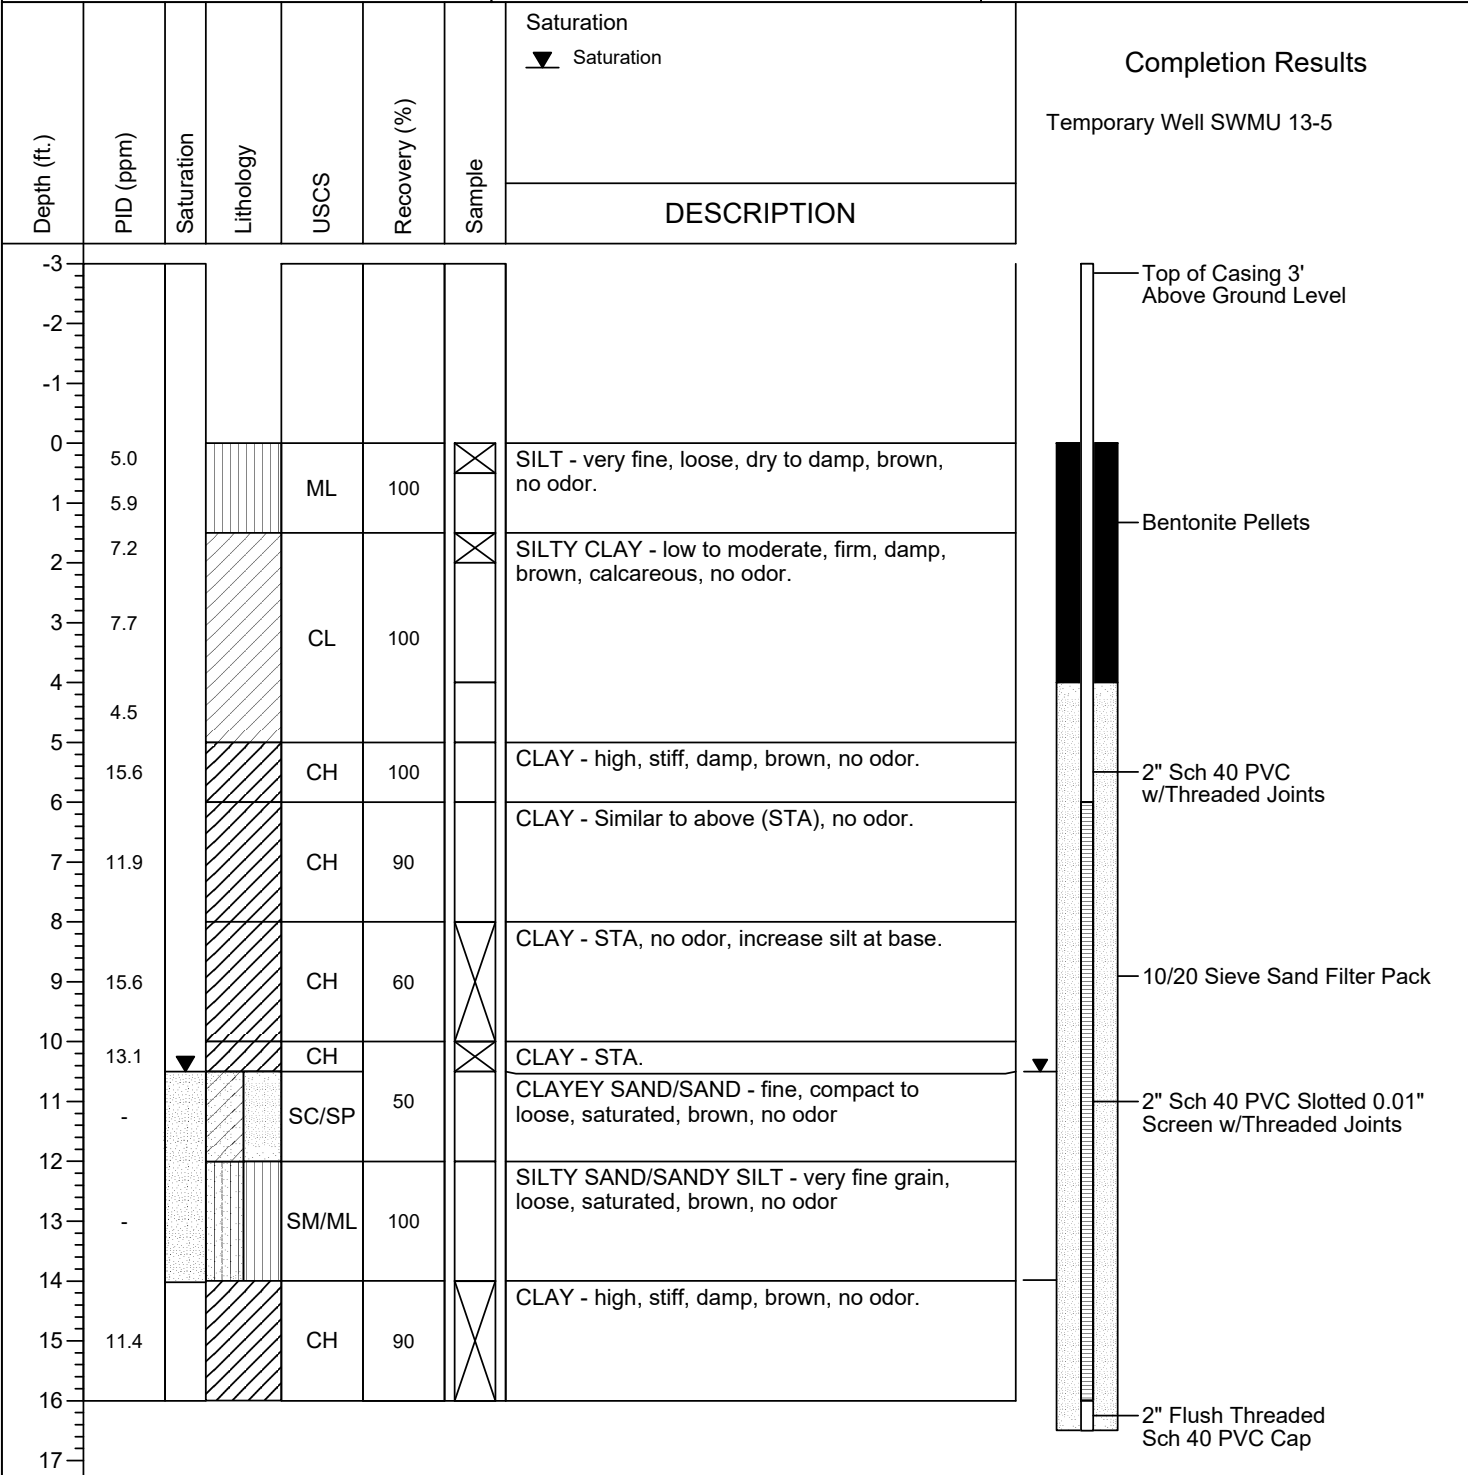 Saturation
Saturation
Completion Results
Temporary Well SWMU 13-5
Depth (ft.)
PID (ppm)
Saturation
Lithology
USCS
Recovery (%)
Sample
DESCRIPTION
-3
Top of Casing 3'
Above Ground Level
-2
-1
0
5.0
ML
100
SILT - very fine, loose, dry to damp, brown,
no odor.
1
5.9
Bentonite Pellets
7.2
2
SILTY CLAY - low to moderate, firm, damp,
brown, calcareous, no odor.
3
7.7
CL
100
4
4.5
5
15.6
CH
100
CLAY - high, stiff, damp, brown, no odor.
2" Sch 40 PVC
w/Threaded Joints
6
CLAY - Similar to above (STA), no odor.
7
11.9
CH
90
8
CLAY - STA, no odor, increase silt at base.
9
15.6
CH
60
10/20 Sieve Sand Filter Pack
10
13.1
CH
CLAY - STA.
50
11
-
SC/SP
CLAYEY SAND/SAND - fine, compact to
loose, saturated, brown, no odor
2" Sch 40 PVC Slotted 0.01"
Screen w/Threaded Joints
12
SILTY SAND/SANDY SILT - very fine grain,
loose, saturated, brown, no odor
13
-
SM/ML
100
14
CLAY - high, stiff, damp, brown, no odor.
15
11.4
CH
90
16
2" Flush Threaded
Sch 40 PVC Cap
17